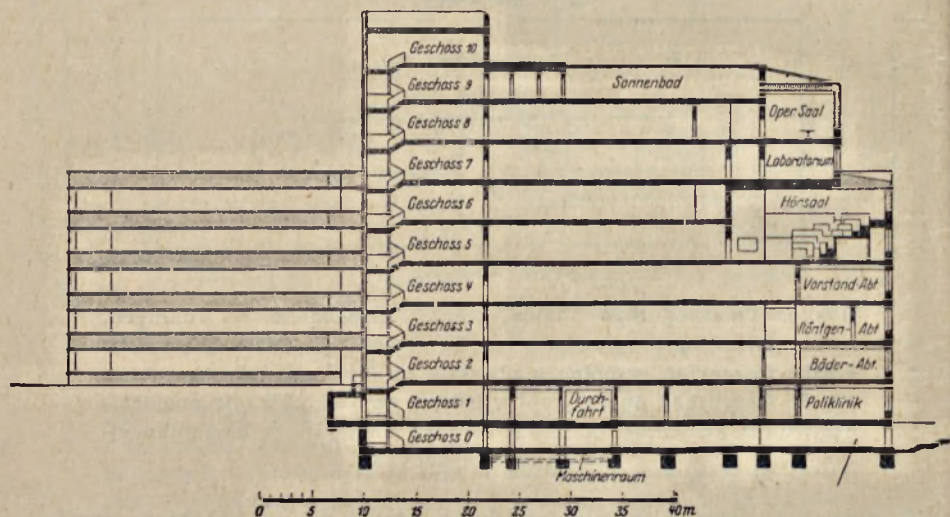 Geschoss 10
Geschoss 9
Sonnenbad
Geschoss 8
Oper. Saal
Geschoss 7
Laboratorium
Geschoss 6
Hörsaal
Geschoss 5
Geschoss 4
Vorstand-Abt.
Geschoss 3
Röntgen-Abt
Geschoss 2
Bäder-Abt.
Geschoss 1
Durch-
fahrt
Poliklinik
Geschoss 0
Maschinenraum
0 5 10 15 20 25 30 35 40 m